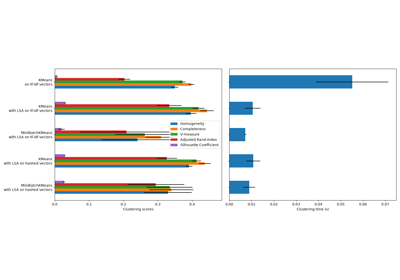 KMeans
on tf-idf vectors
KMeans
with LSA on tf-idf vectors
MiniBatchKMeans
with LSA on tf-idf vectors
KMeans
with LSA on hashed vectors
MiniBatchKMeans
with LSA on hashed vectors
Homogeneity
Completeness
V-measure
Adjusted Rand-Index
Silhouette Coefficient
0.0 0.1 0.2 0.3 0.4
Clustering scores
0.00 0.01 0.02 0.03 0.04 0.05 0.06 0.07
Clustering time (s)